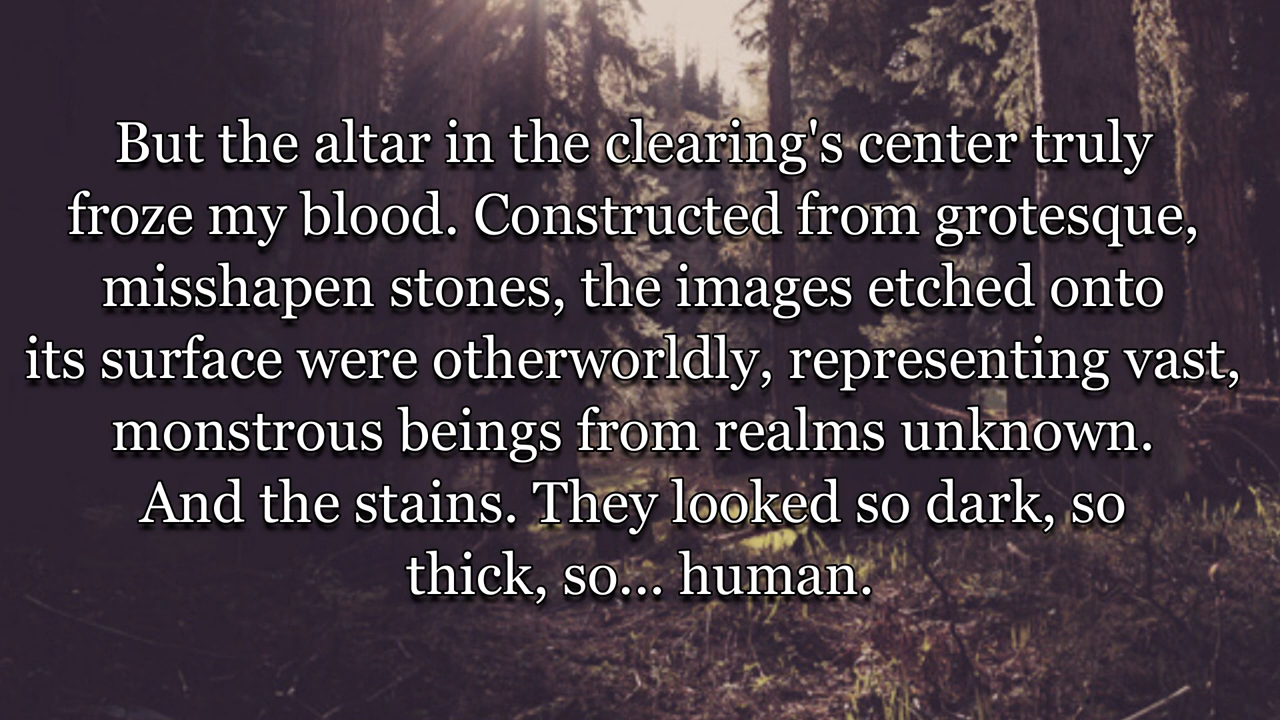 But the altar in the clearing's center truly
froze my blood. Constructed from grotesque,
misshapen stones, the images etched onto
its surface were otherworldly, representing vast,
monstrous beings from realms unknown.
And the stains. They looked so dark, so
thick, so... human.